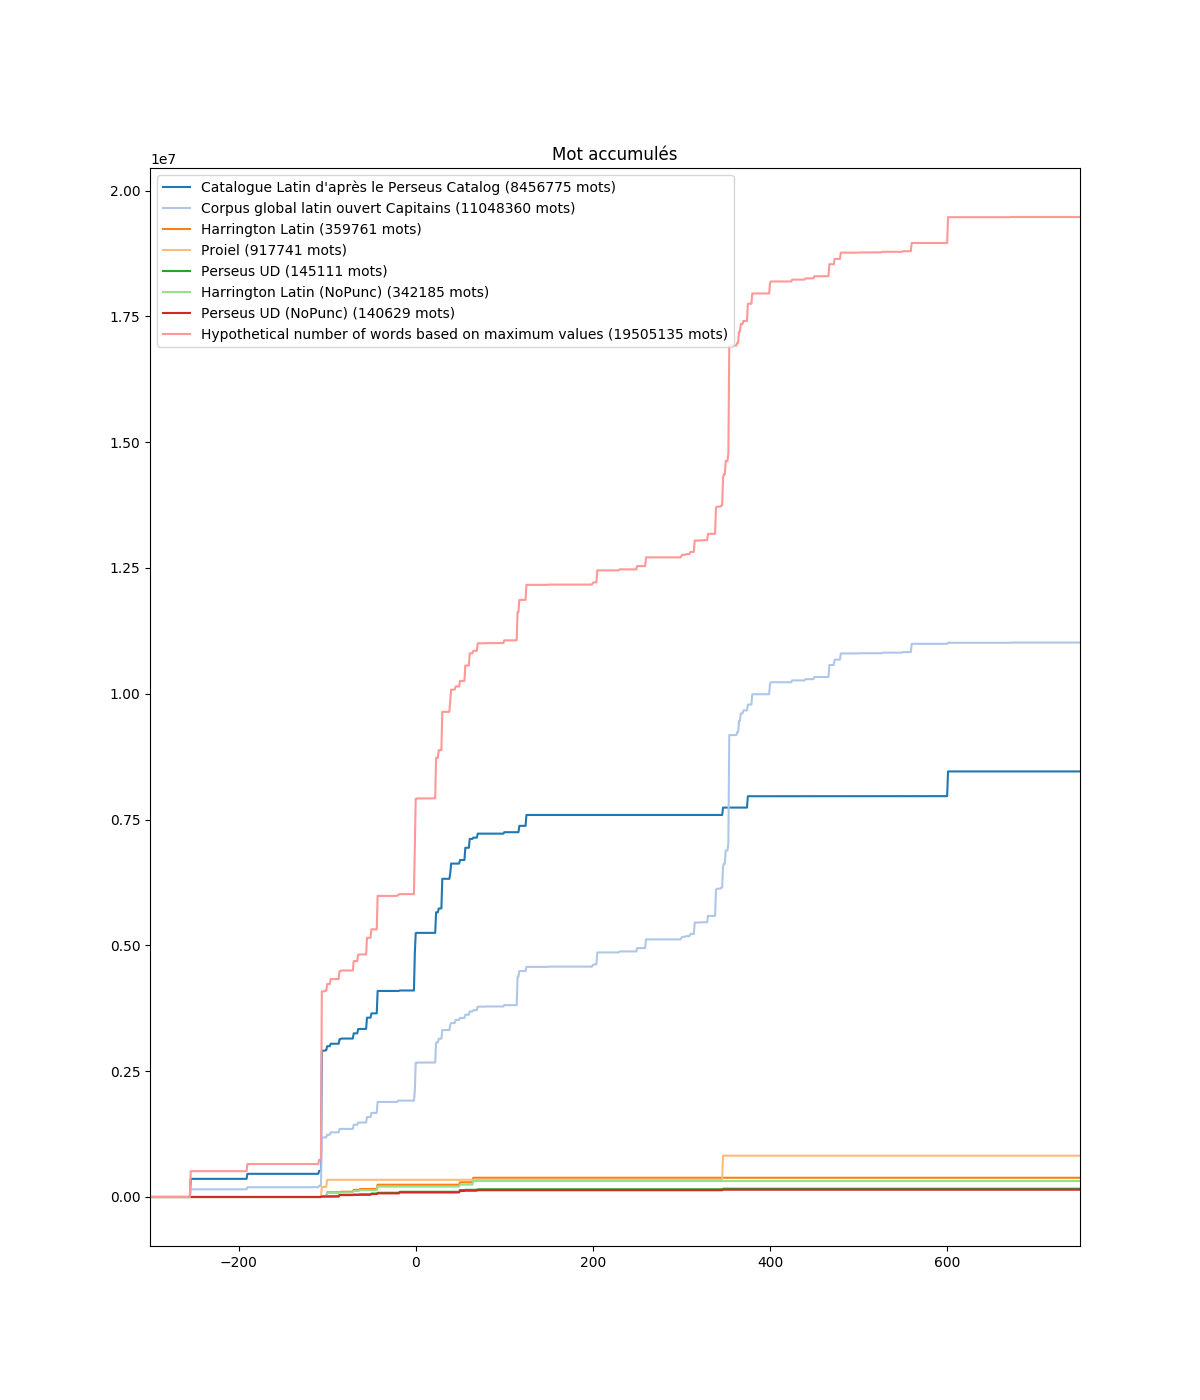 Mot accumulés
1e7
2.00
1.75
1.50
1.25
1.00
0.75
0.50
0.25
0.00
Catalogue Latin d'après le Perseus Catalog (8456775 mots)
Corpus global latin ouvert Capitains (11048360 mots)
Harrington Latin (359761 mots)
Proiel (917741 mots)
Perseus UD (145111 mots)
Harrington Latin (NoPunc) (342185 mots)
Perseus UD (NoPunc) (140629 mots)
Hypothetical number of words based on maximum values (19505135 mots)
−200 0 200 400 600